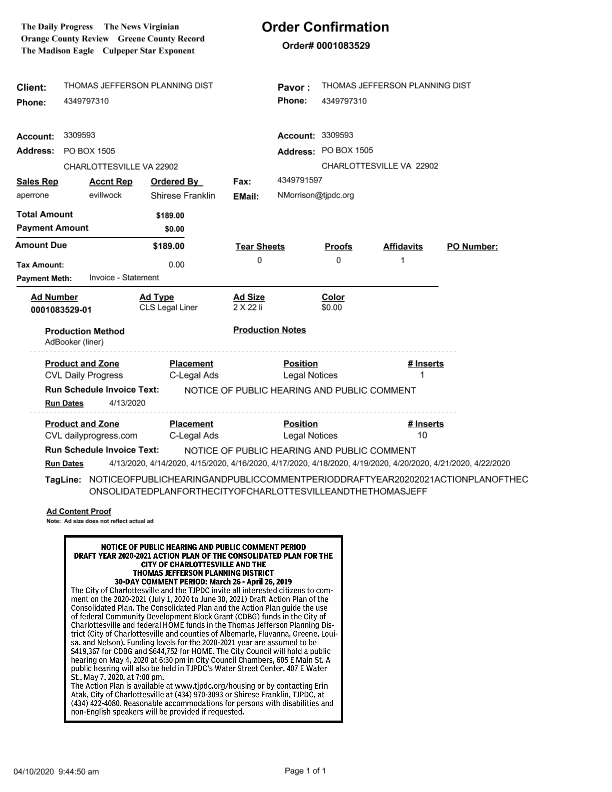 The Daily Progress The News Virginian
Orange County Review Greene County Record
The Madison Eagle Culpeper Star Exponent
Order Confirmation
Order# 0001083529
Client: THOMAS JEFFERSON PLANNING DIST
Phone: 4349797310
Payor : THOMAS JEFFERSON PLANNING DIST
Phone: 4349797310
Account: 3309593
Address: PO BOX 1505
CHARLOTTESVILLE VA 22902
Account: 3309593
Address: PO BOX 1505
CHARLOTTESVILLE VA 22902
Sales Rep Accnt Rep Ordered By Fax: 4349791597
aperrone evillwock Shirese Franklin EMail: NMorrison@tjpdc.org
Total Amount $189.00
Payment Amount $0.00
Amount Due $189.00 Tear Sheets Proofs Affidavits PO Number:
0 0 1
Tax Amount: 0.00
Payment Meth: Invoice - Statement
Ad Number Ad Type Ad Size Color
0001083529-01 CLS Legal Liner 2 X 22 li $0.00
Production Method Production Notes
AdBooker (liner)
Product and Zone Placement Position # Inserts
CVL Daily Progress C-Legal Ads Legal Notices 1
Run Schedule Invoice Text: NOTICE OF PUBLIC HEARING AND PUBLIC COMMENT
Run Dates 4/13/2020
Product and Zone Placement Position # Inserts
CVL dailyprogress.com C-Legal Ads Legal Notices 10
Run Schedule Invoice Text: NOTICE OF PUBLIC HEARING AND PUBLIC COMMENT
Run Dates 4/13/2020, 4/14/2020, 4/15/2020, 4/16/2020, 4/17/2020, 4/18/2020, 4/19/2020, 4/20/2020, 4/21/2020, 4/22/2020
TagLine: NOTICEOFPUBLICHEARINGANDPUBLICCOMMENTPERIODDRAFTYEAR20202021ACTIONPLANOFTHEC
ONSOLIDATEDPLANFORTHECITYOFCHARLOTTESVILLEANDTHETHOMASJEFF
Ad Content Proof
Note: Ad size does not reflect actual ad
NOTICE OF PUBLIC HEARING AND PUBLIC COMMENT PERIOD
DRAFT YEAR 2020-2021 ACTION PLAN OF THE CONSOLIDATED PLAN FOR THE
CITY OF CHARLOTTESVILLE AND THE
THOMAS JEFFERSON PLANNING DISTRICT
30-DAY COMMENT PERIOD: March 26 - April 26, 2019
The City of Charlottesville and the TJPDC invite all interested citizens to com-
ment on the 2020-2021 (July 1, 2020 to June 30, 2021) Draft Action Plan of the
Consolidated Plan. The Consolidated Plan and the Action Plan guide the use
of federal Community Development Block Grant (CDBG) funds in the City of
Charlottesville and federal HOME funds in the Thomas Jefferson Planning Dis-
trict (City of Charlottesville and counties of Albemarle, Fluvanna, Greene, Loui-
sa, and Nelson). Funding levels for the 2020-2021 year are assumed to be
$419,367 for CDBG and $644,752 for HOME. The City Council will hold a public
hearing on May 4, 2020 at 6:30 pm in City Council Chambers, 605 E Main St. A
public hearing will also be held in TJPDC's Water Street Center, 407 E Water
St., May 7, 2020, at 7:00 pm.
The Action Plan is available at www.tjpdc.org/housing or by contacting Erin
Atak, City of Charlottesville at (434) 970-3093 or Shirese Franklin, TJPDC, at
(434) 422-4080. Reasonable accommodations for persons with disabilities and
non-English speakers will be provided if requested.
04/10/2020 9:44:50 am Page 1 of 1